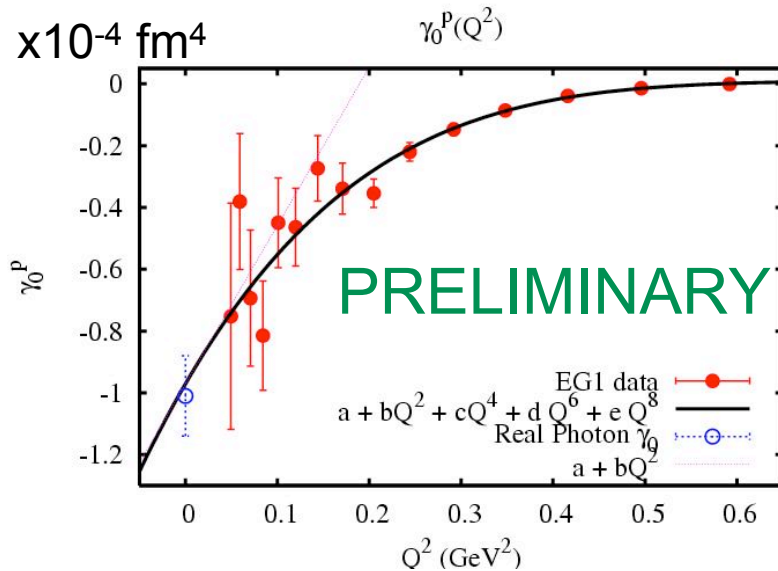 x10⁻⁴ fm⁴
γ₀ᵖ(Q²)
0
-0.2
-0.4
-0.6
-0.8
-1
-1.2
γ₀ᵖ
PRELIMINARY
EG1 data
a + bQ² + cQ⁴ + d Q⁶ + e Q⁸
Real Photon γ₀
a + bQ²
0 0.1 0.2 0.3 0.4 0.5 0.6
Q² (GeV²)